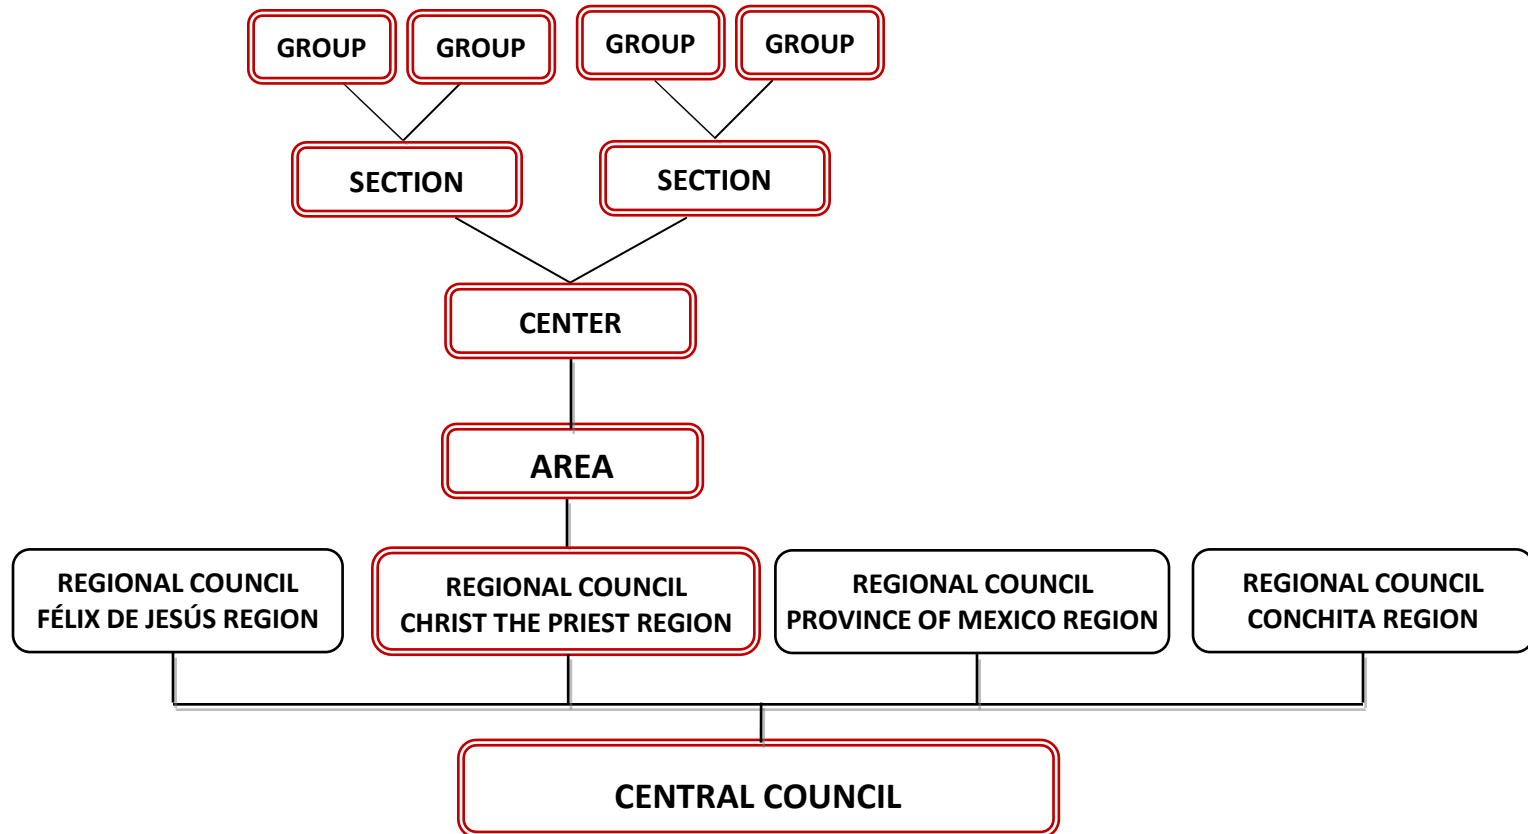 GROUP
GROUP
GROUP
GROUP
SECTION
SECTION
CENTER
AREA
REGIONAL COUNCIL
FÉLIX DE JESÚS REGION
REGIONAL COUNCIL
CHRIST THE PRIEST REGION
REGIONAL COUNCIL
PROVINCE OF MEXICO REGION
REGIONAL COUNCIL
CONCHITA REGION
CENTRAL COUNCIL